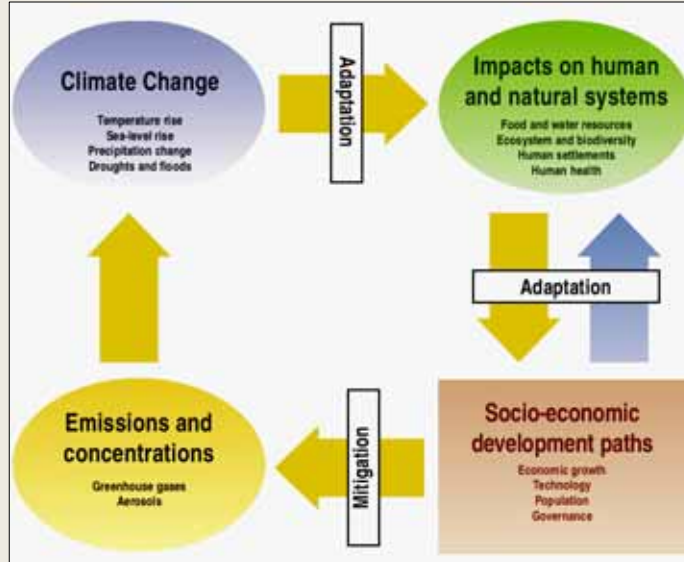 Climate Change
Temperature rise
Sea-level rise
Precipitation change
Droughts and floods
Adaptation
Impacts on human
and natural systems
Food and water resources
Ecosystem and biodiversity
Human settlements
Human health
Adaptation
Emissions and
concentrations
Greenhouse gases
Aerosols
Mitigation
Socio-economic
development paths
Economic growth
Technology
Population
Governance